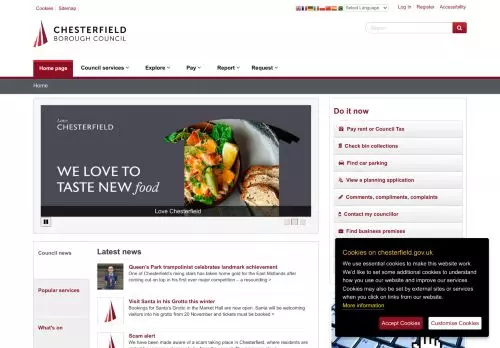 Cookies Sitemap
Select Language
Log In Register Accessibility
CHESTERFIELD
BOROUGH COUNCIL
Search
Home page Council services Explore Pay Report Request
Home
Love
CHESTERFIELD
WE LOVE TO
TASTE NEW food
Love Chesterfield
Do it now
Pay rent or Council Tax
Check bin collections
Find car parking
View a planning application
Comments, compliments, complaints
Contact my councillor
Find business premises
Council news
Popular services
What's on
Latest news
Queen's Park trampolinist celebrates landmark achievement
One of Chesterfield's rising stars has taken home gold for the East Midlands after
coming out on top in his first ever major competition – a resounding >
Visit Santa in his Grotto this winter
Bookings for Santa's Grotto in the Market Hall are now open. Santa will be welcoming
visitors into his grotto from 20 November and tickets must be booked >
Scam alert
We have been made aware of a scam taking place in Chesterfield, where residents are
Cookies on chesterfield.gov.uk
We use essential cookies to make this website work.
We'd like to set some additional cookies to understand
how you use our website and improve our services.
Cookies may also be set by external sites or services
when you click on links from our website.
More information
Accept Cookies Customise Cookies